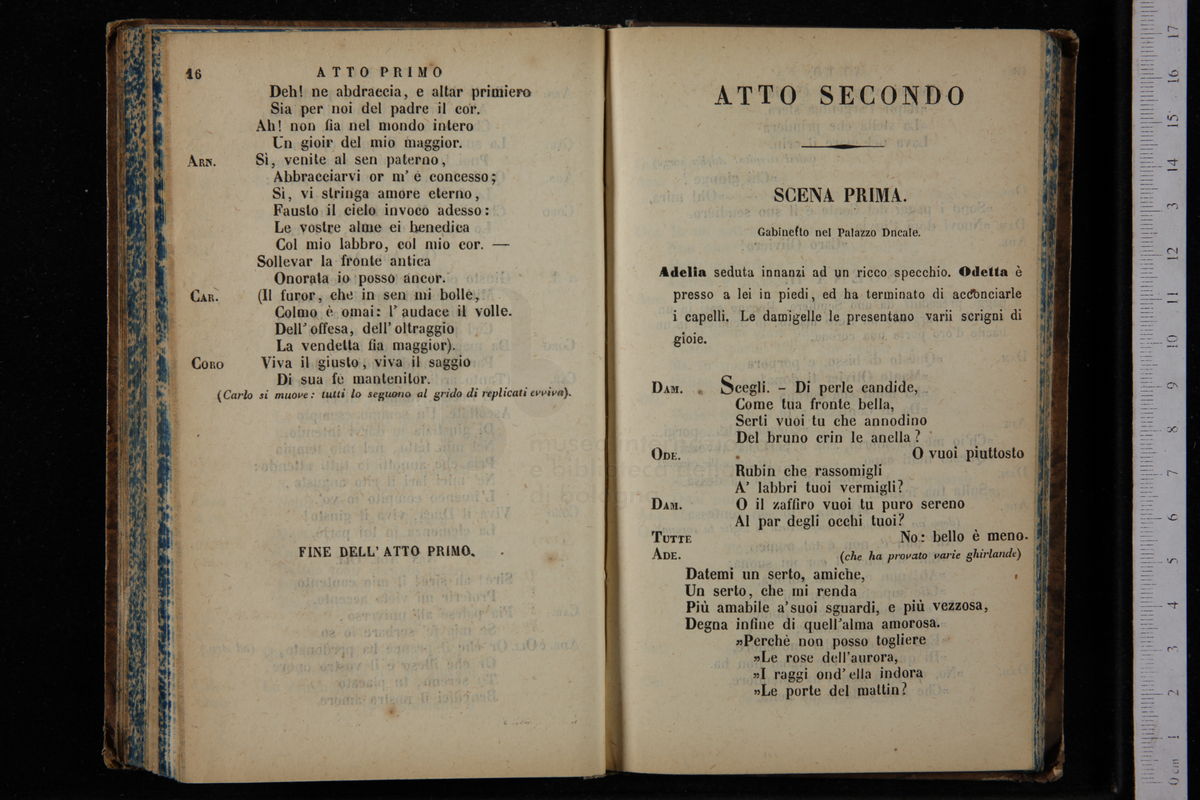 16 ATTO PRIMO
Deh! ne abbraccia, e altar primiero
Sia per noi del padre il cor.
Ah! non fia nel mondo intero
Un gioir del mio maggior.
ARN. Sì, venite al sen paterno,
Abbracciarvi or m' è concesso;
Sì, vi stringa amore eterno,
Fausto il cielo invoco adesso:
Le vostre alme ei benedica
Col mio labbro, col mio cor. —
Sollevar la fronte antica
Onorata io posso ancor.
CAR. (Il furor, che in sen mi bolle,
Colmo è omai: l'audace il volle.
Dell' offesa, dell' oltraggio
La vendetta fia maggior).
CORO Viva il giusto, viva il saggio
Di sua fe mantenitor.
(Carlo si muove: tutti lo seguono al grido di replicati evviva).
FINE DELL' ATTO PRIMO.
ATTO SECONDO
SCENA PRIMA.
Gabinetto nel Palazzo Dncale.
Adelia seduta innanzi ad un ricco specchio. Odetta è
presso a lei in piedi, ed ha terminato di acconciarle
i capelli. Le damigelle le presentano varii scrigni di
gioie.
DAM. Scegli. - Di perle candide,
Come tua fronte bella,
Serti vuoi tu che annodino
Del bruno crin le anella?
ODE. O vuoi piuttosto
Rubin che rassomigli
A' labbri tuoi vermigli?
DAM. O il zaffiro vuoi tu puro sereno
Al par degli occhi tuoi?
TUTTE No: bello è meno.
ADE. (che ha provato varie ghirlande)
Datemi un serto, amiche,
Un serto, che mi renda
Più amabile a' suoi sguardi, e più vezzosa,
Degna infine di quell'alma amorosa.
»Perchè non posso togliere
»Le rose dell'aurora,
»I raggi ond' ella indora
»Le porte del mattin?